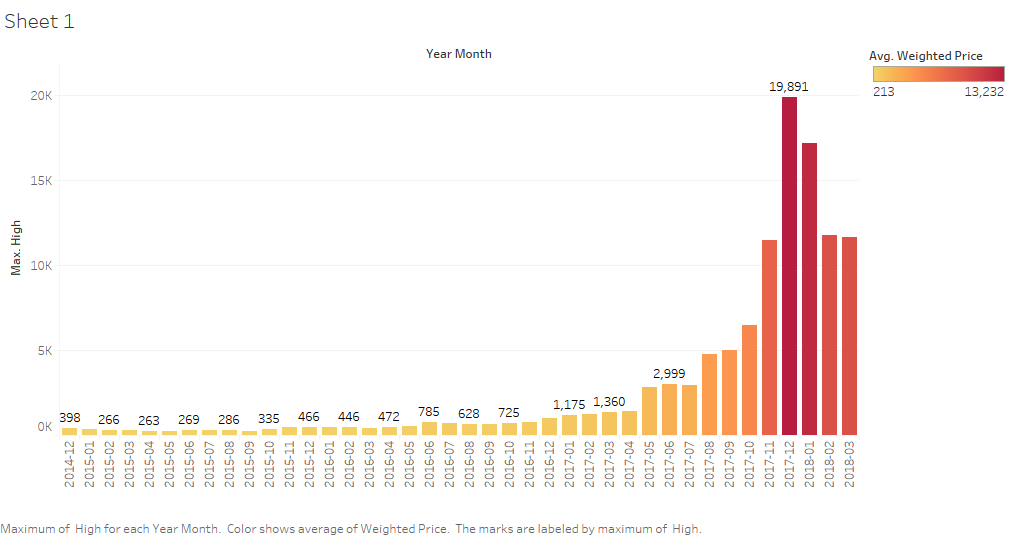 Sheet 1
Year Month
Avg. Weighted Price
213 13,232
20K
15K
10K
5K
0K
Max. High
398 266 263 269 286 335 466 446 472 785 628 725 1,175 1,360 2,999 19,891
2014-12 2015-01 2015-02 2015-03 2015-04 2015-05 2015-06 2015-07 2015-08 2015-09 2015-10 2015-11 2015-12 2016-01 2016-02 2016-03 2016-04 2016-05 2016-06 2016-07 2016-08 2016-09 2016-10 2016-11 2016-12 2017-01 2017-02 2017-03 2017-04 2017-05 2017-06 2017-07 2017-08 2017-09 2017-10 2017-11 2017-12 2018-01 2018-02 2018-03
Maximum of High for each Year Month. Color shows average of Weighted Price. The marks are labeled by maximum of High.